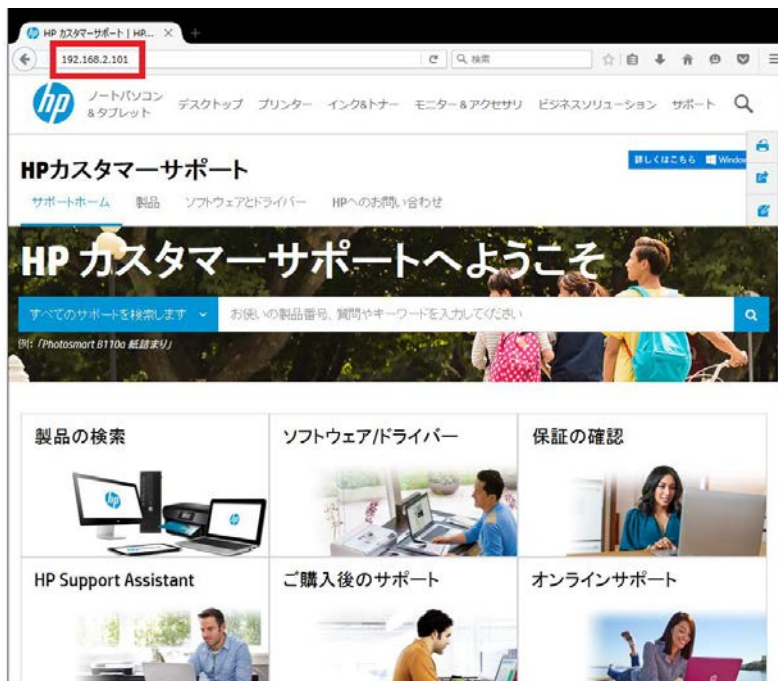 HP カスタマーサポート | HP...
192.168.2.101
検索
hp
ノートパソコン
&タブレット
デスクトップ プリンター インク&トナー モニター&アクセサリ ビジネスソリューション サポート
HPカスタマーサポート
詳しくはこちら Window
サポートホーム 製品 ソフトウェアとドライバー HPへのお問い合わせ
HP カスタマーサポートへようこそ
すべてのサポートを検索します お使いの製品番号、質問やキーワードを入力してください
例:「Photosmart B110a 紙詰まり」
製品の検索 ソフトウェア/ドライバー 保証の確認
HP Support Assistant ご購入後のサポート オンラインサポート